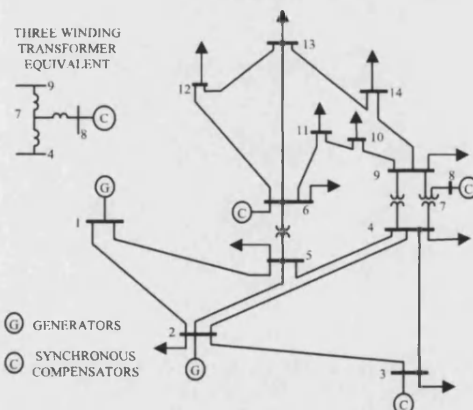 THREE WINDING
TRANSFORMER
EQUIVALENT
9
7
8
C
4
13
12
14
11
10
9
8
C
7
C
6
4
G
1
5
2
G
3
C
G GENERATORS
C SYNCHRONOUS
COMPENSATORS